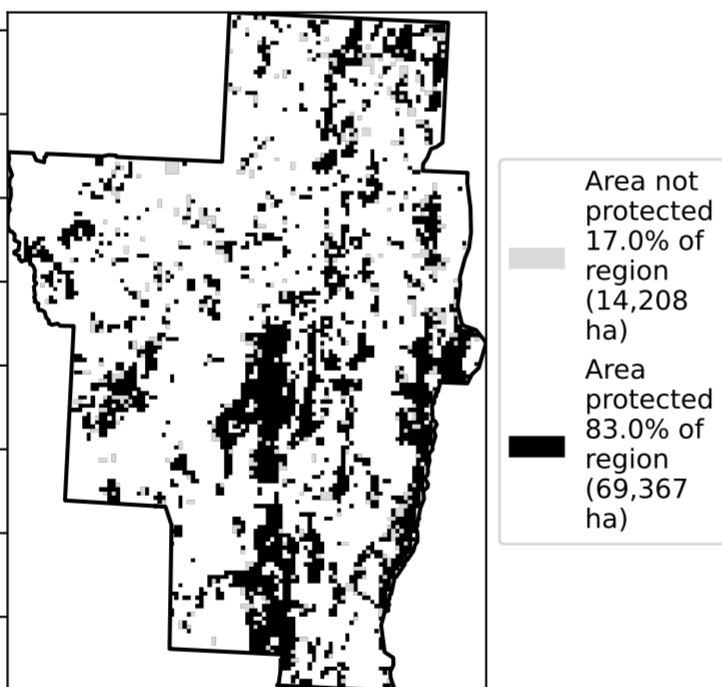 Area not
protected
17.0% of
region
(14,208
ha)
Area
protected
83.0% of
region
(69,367
ha)